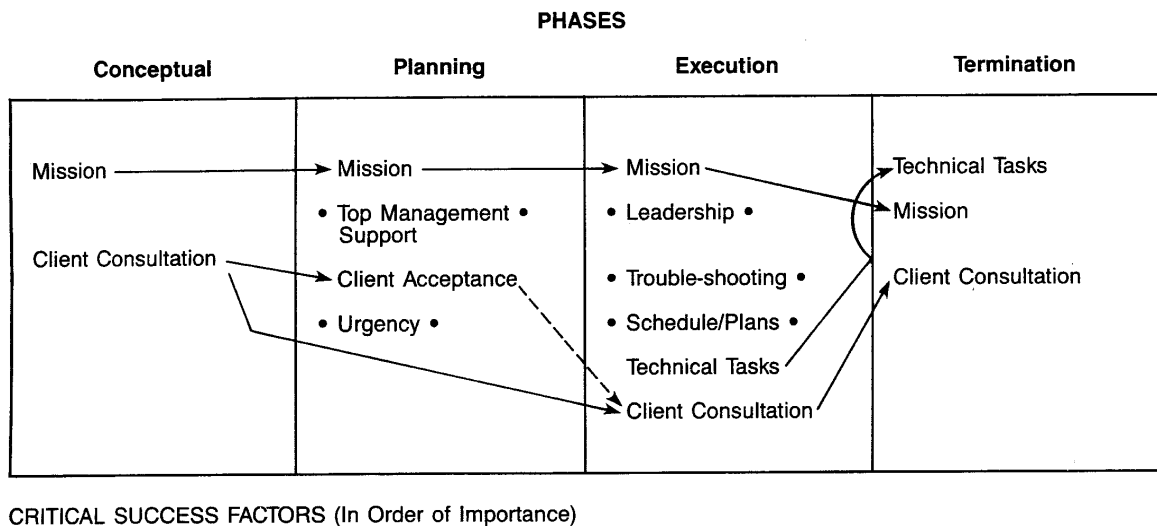 PHASES
Conceptual
Planning
Execution
Termination
Mission
Client Consultation
Mission
• Top Management •
Support
Client Acceptance
• Urgency •
Mission
• Leadership •
• Trouble-shooting •
• Schedule/Plans •
Technical Tasks
Client Consultation
Technical Tasks
Mission
Client Consultation
CRITICAL SUCCESS FACTORS (In Order of Importance)